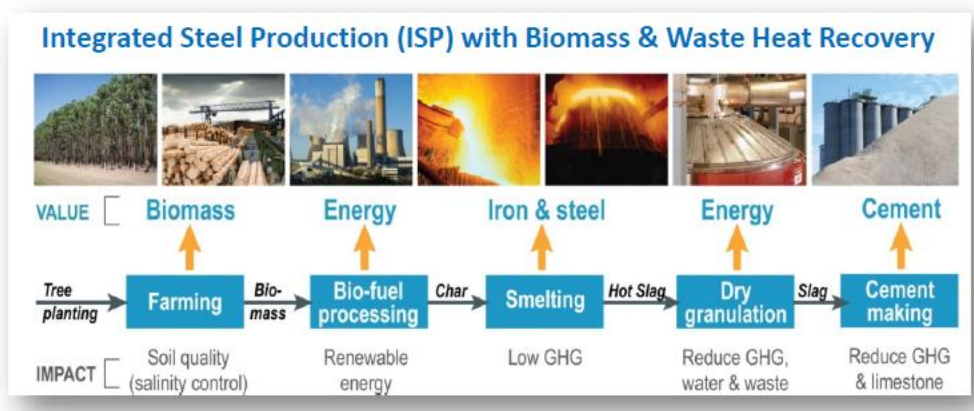 Integrated Steel Production (ISP) with Biomass & Waste Heat Recovery
VALUE
Biomass
Energy
Iron & steel
Energy
Cement
Tree
planting
Farming
Bio-
mass
Bio-fuel
processing
Char
Smelting
Hot Slag
Dry
granulation
Slag
Cement
making
IMPACT
Soil quality
(salinity control)
Renewable
energy
Low GHG
Reduce GHG,
water & waste
Reduce GHG
& limestone